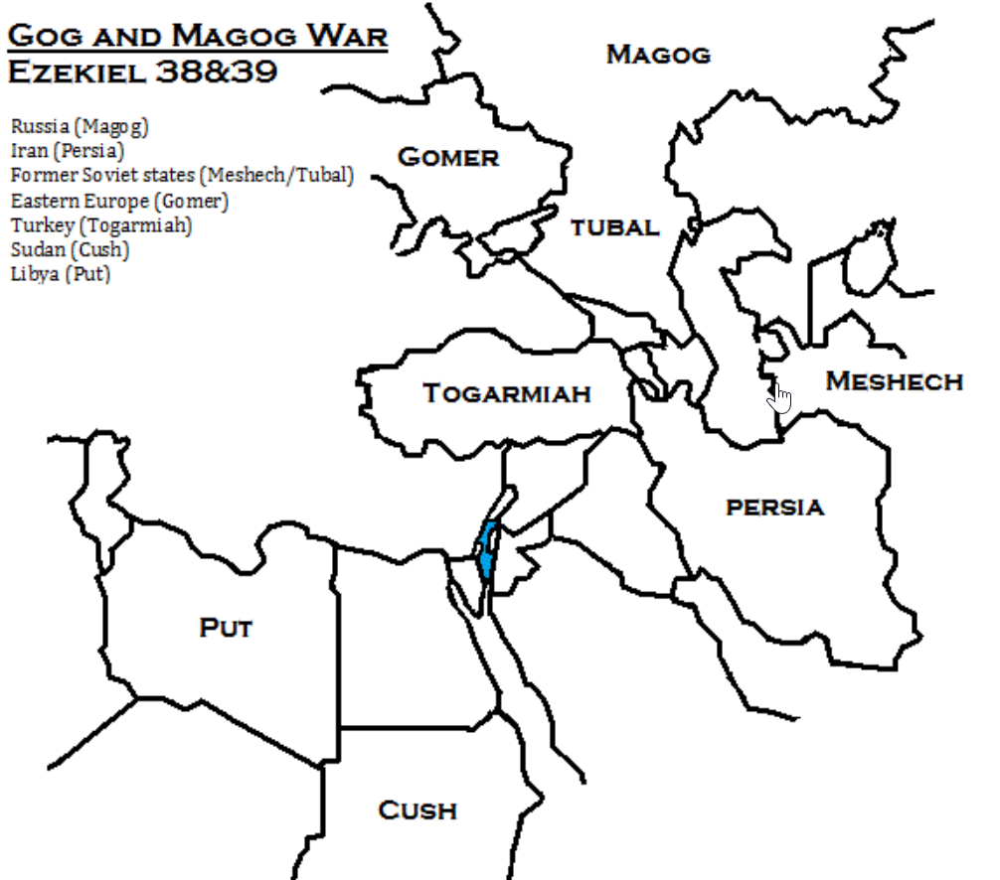 GOG AND MAGOG WAR
EZEKIEL 38&39
Russia (Magog)
Iran (Persia)
Former Soviet states (Meshech/Tubal)
Eastern Europe (Gomer)
Turkey (Togarmiah)
Sudan (Cush)
Libya (Put)
MAGOG
GOMER
TUBAL
TOGARMIAH
MESHECH
PERSIA
PUT
CUSH